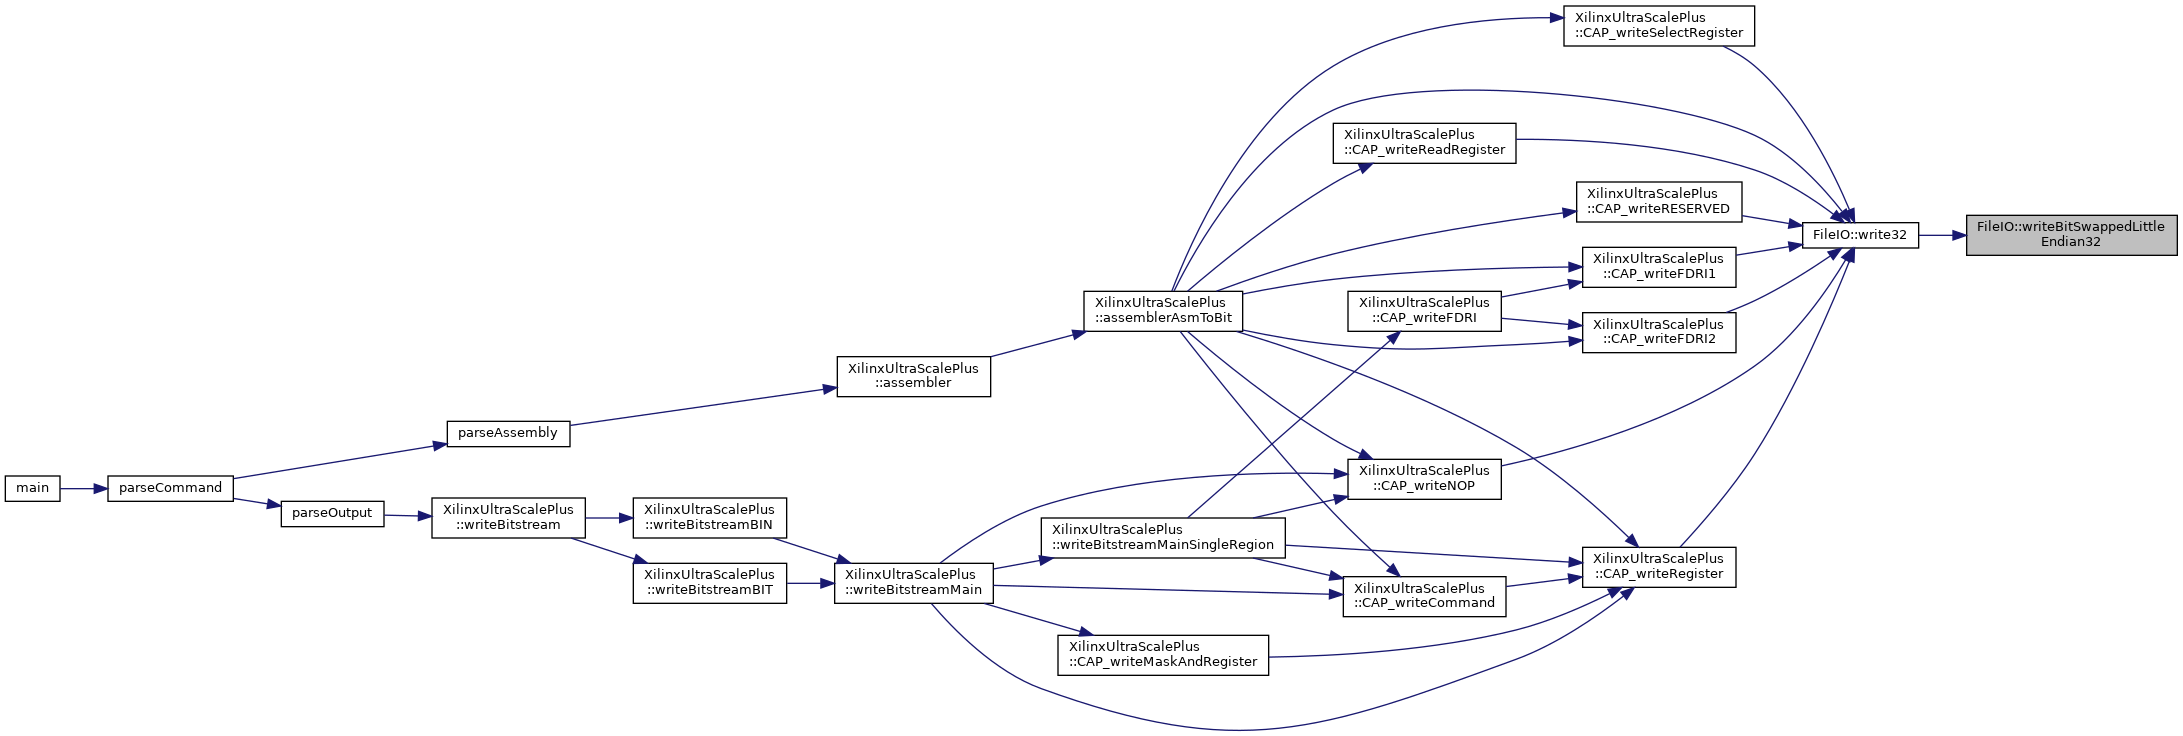 XilinxUltraScalePlus
::CAP_writeSelectRegister
XilinxUltraScalePlus
::CAP_writeReadRegister
XilinxUltraScalePlus
::CAP_writeRESERVED
FileIO::write32
FileIO::writeBitSwappedLittle
Endian32
XilinxUltraScalePlus
::CAP_writeFDRI1
XilinxUltraScalePlus
::assemblerAsmToBit
XilinxUltraScalePlus
::CAP_writeFDRI
XilinxUltraScalePlus
::CAP_writeFDRI2
XilinxUltraScalePlus
::assembler
parseAssembly
main
parseCommand
parseOutput
XilinxUltraScalePlus
::writeBitstream
XilinxUltraScalePlus
::writeBitstreamBIN
XilinxUltraScalePlus
::writeBitstreamBIT
XilinxUltraScalePlus
::writeBitstreamMain
XilinxUltraScalePlus
::writeBitstreamMainSingleRegion
XilinxUltraScalePlus
::CAP_writeNOP
XilinxUltraScalePlus
::CAP_writeCommand
XilinxUltraScalePlus
::CAP_writeRegister
XilinxUltraScalePlus
::CAP_writeMaskAndRegister